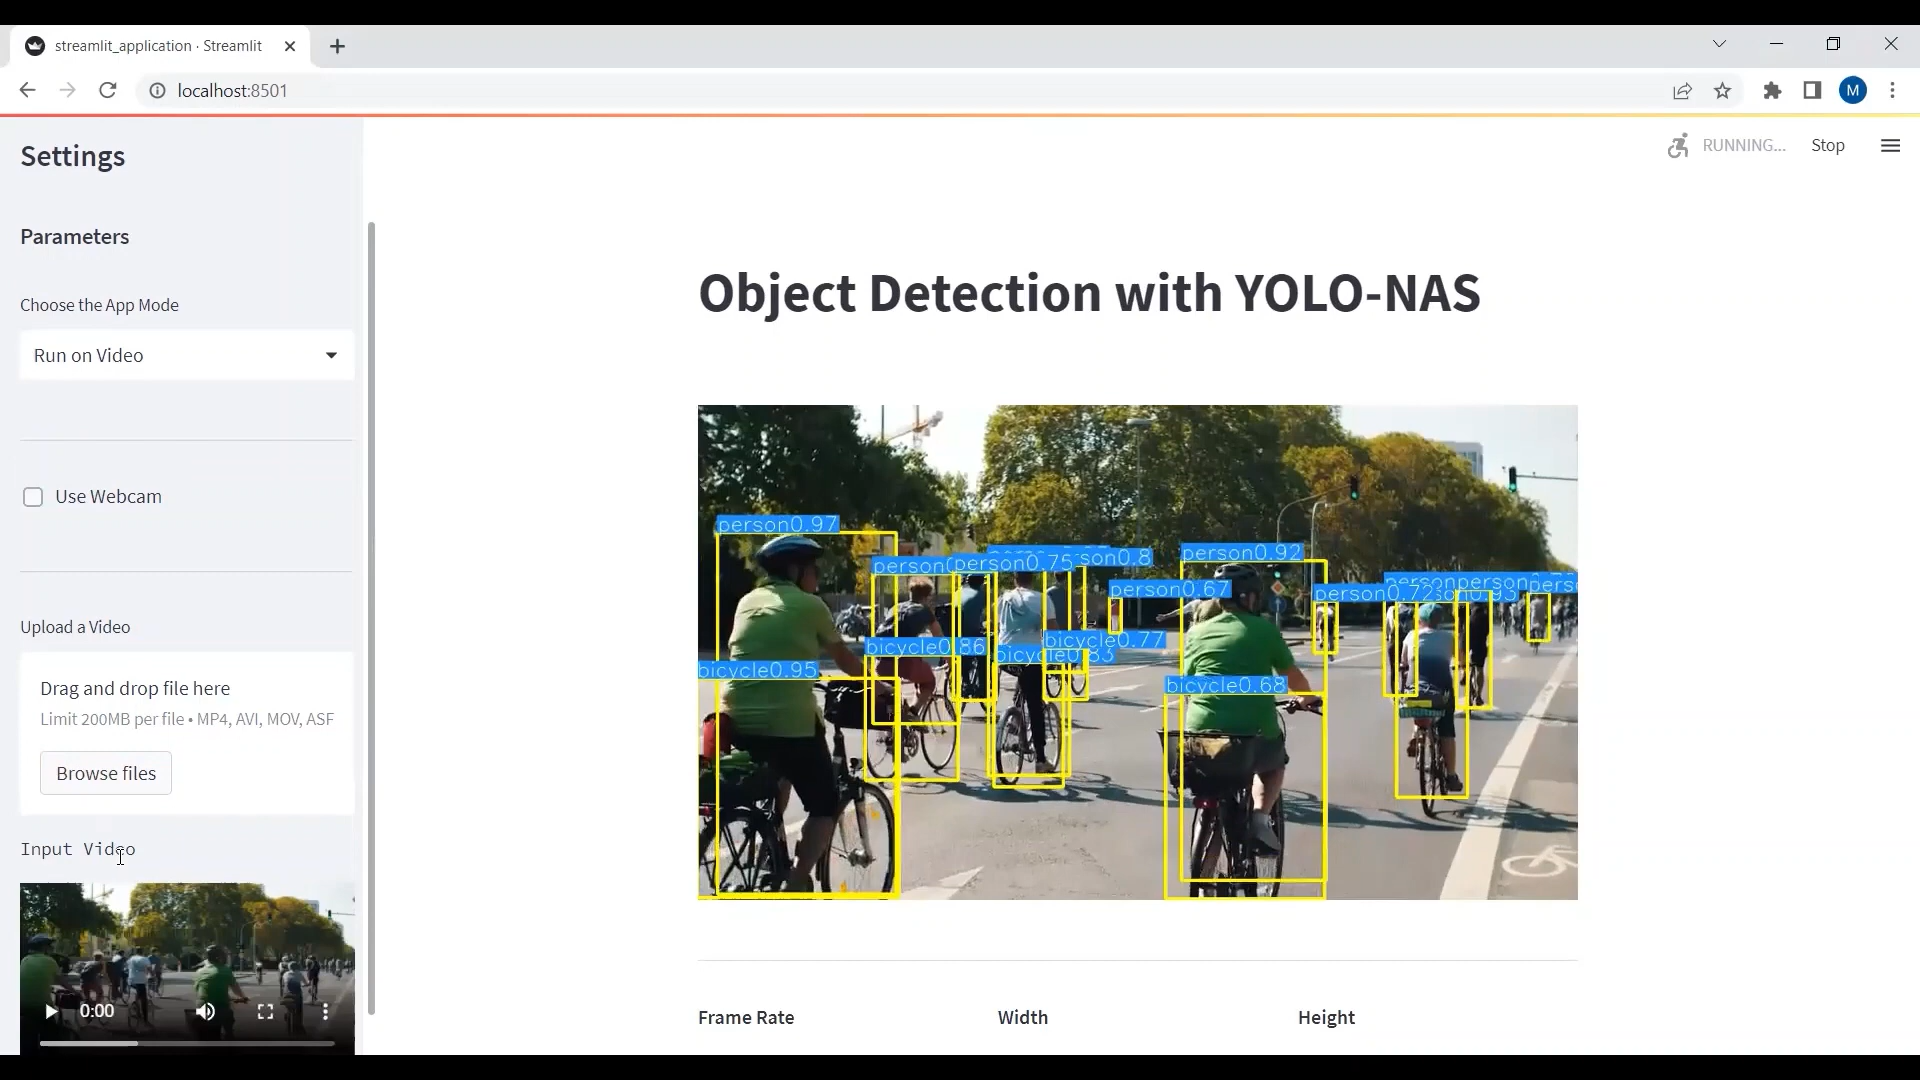 streamlit_application · Streamlit
localhost:8501
M
Settings
RUNNING...
Stop
Parameters
Choose the App Mode
Run on Video
Use Webcam
Upload a Video
Drag and drop file here
Limit 200MB per file • MP4, AVI, MOV, ASF
Browse files
Input Video
0:00
Object Detection with YOLO-NAS
person0.97
person0.75
person0.92
person0.67
person0.72
bicycle0.77
bicycle0.86
bicycle0.83
bicycle0.95
bicycle0.68
Frame Rate
Width
Height